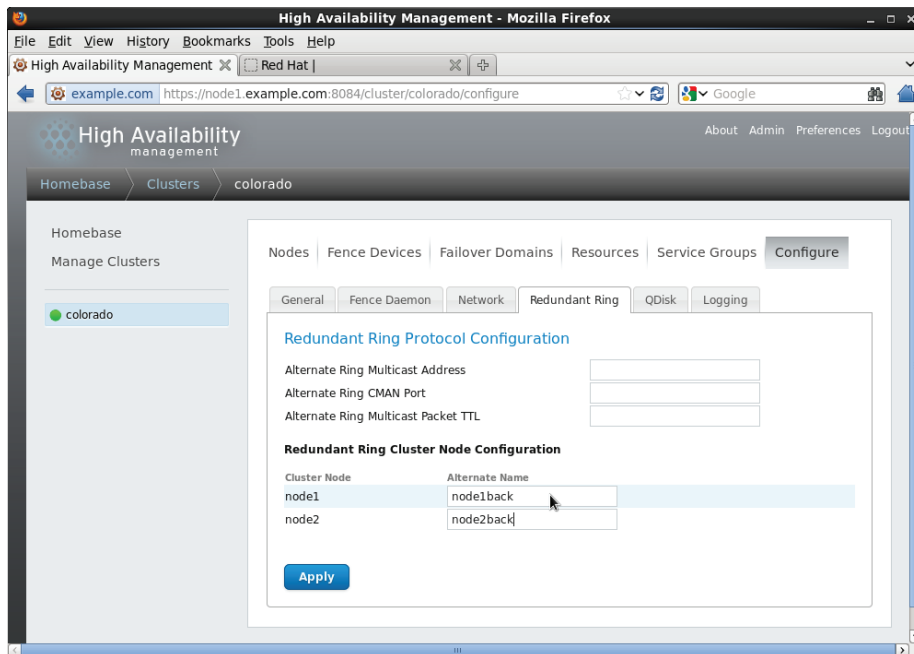 High Availability Management - Mozilla Firefox
File Edit View History Bookmarks Tools Help
High Availability Management Red Hat |
example.com https://node1.example.com:8084/cluster/colorado/configure Google
High Availability
management
About Admin Preferences Logout
Homebase Clusters colorado
Homebase
Manage Clusters
colorado
Nodes Fence Devices Failover Domains Resources Service Groups Configure
General Fence Daemon Network Redundant Ring QDisk Logging
Redundant Ring Protocol Configuration
Alternate Ring Multicast Address
Alternate Ring CMAN Port
Alternate Ring Multicast Packet TTL
Redundant Ring Cluster Node Configuration
Cluster Node Alternate Name
node1 node1back
node2 node2back
Apply